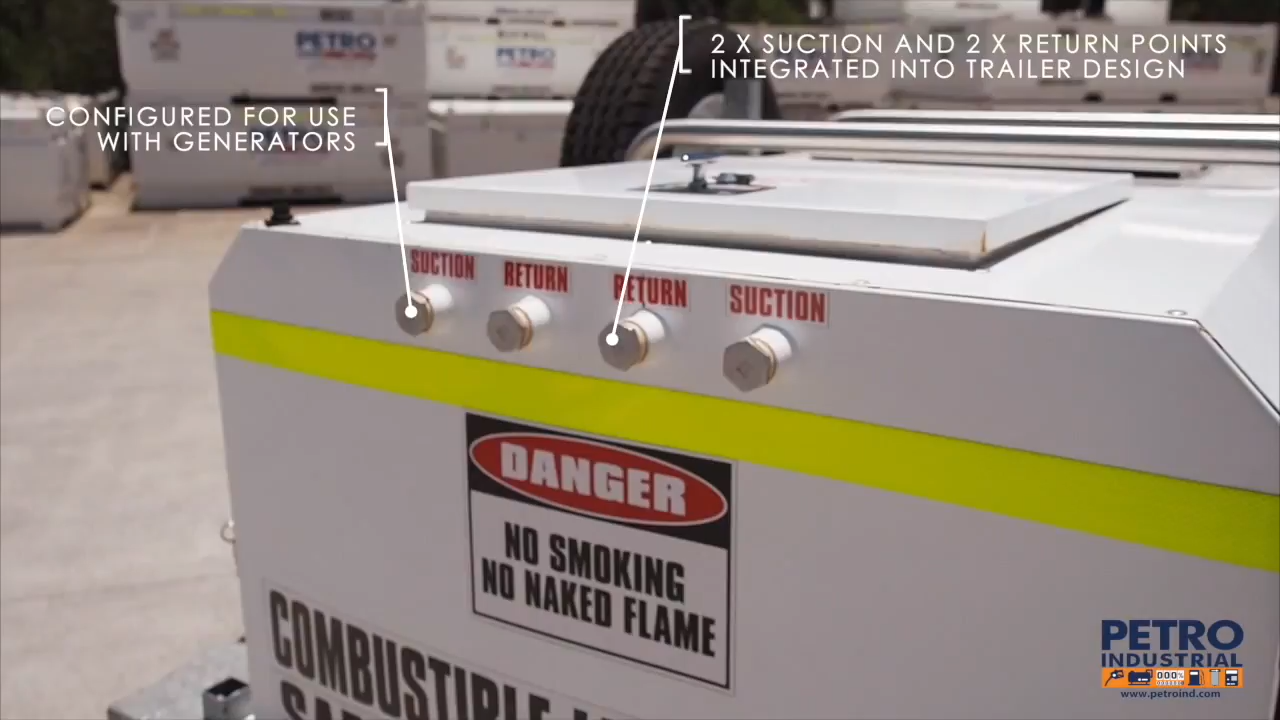 PETRO
PETRO
2 X SUCTION AND 2 X RETURN POINTS
INTEGRATED INTO TRAILER DESIGN
CONFIGURED FOR USE
WITH GENERATORS
SUCTION
RETURN
RETURN
SUCTION
DANGER
NO SMOKING
NO NAKED FLAME
COMBUSTIBLE
PETRO
INDUSTRIAL
000
www.petroind.com